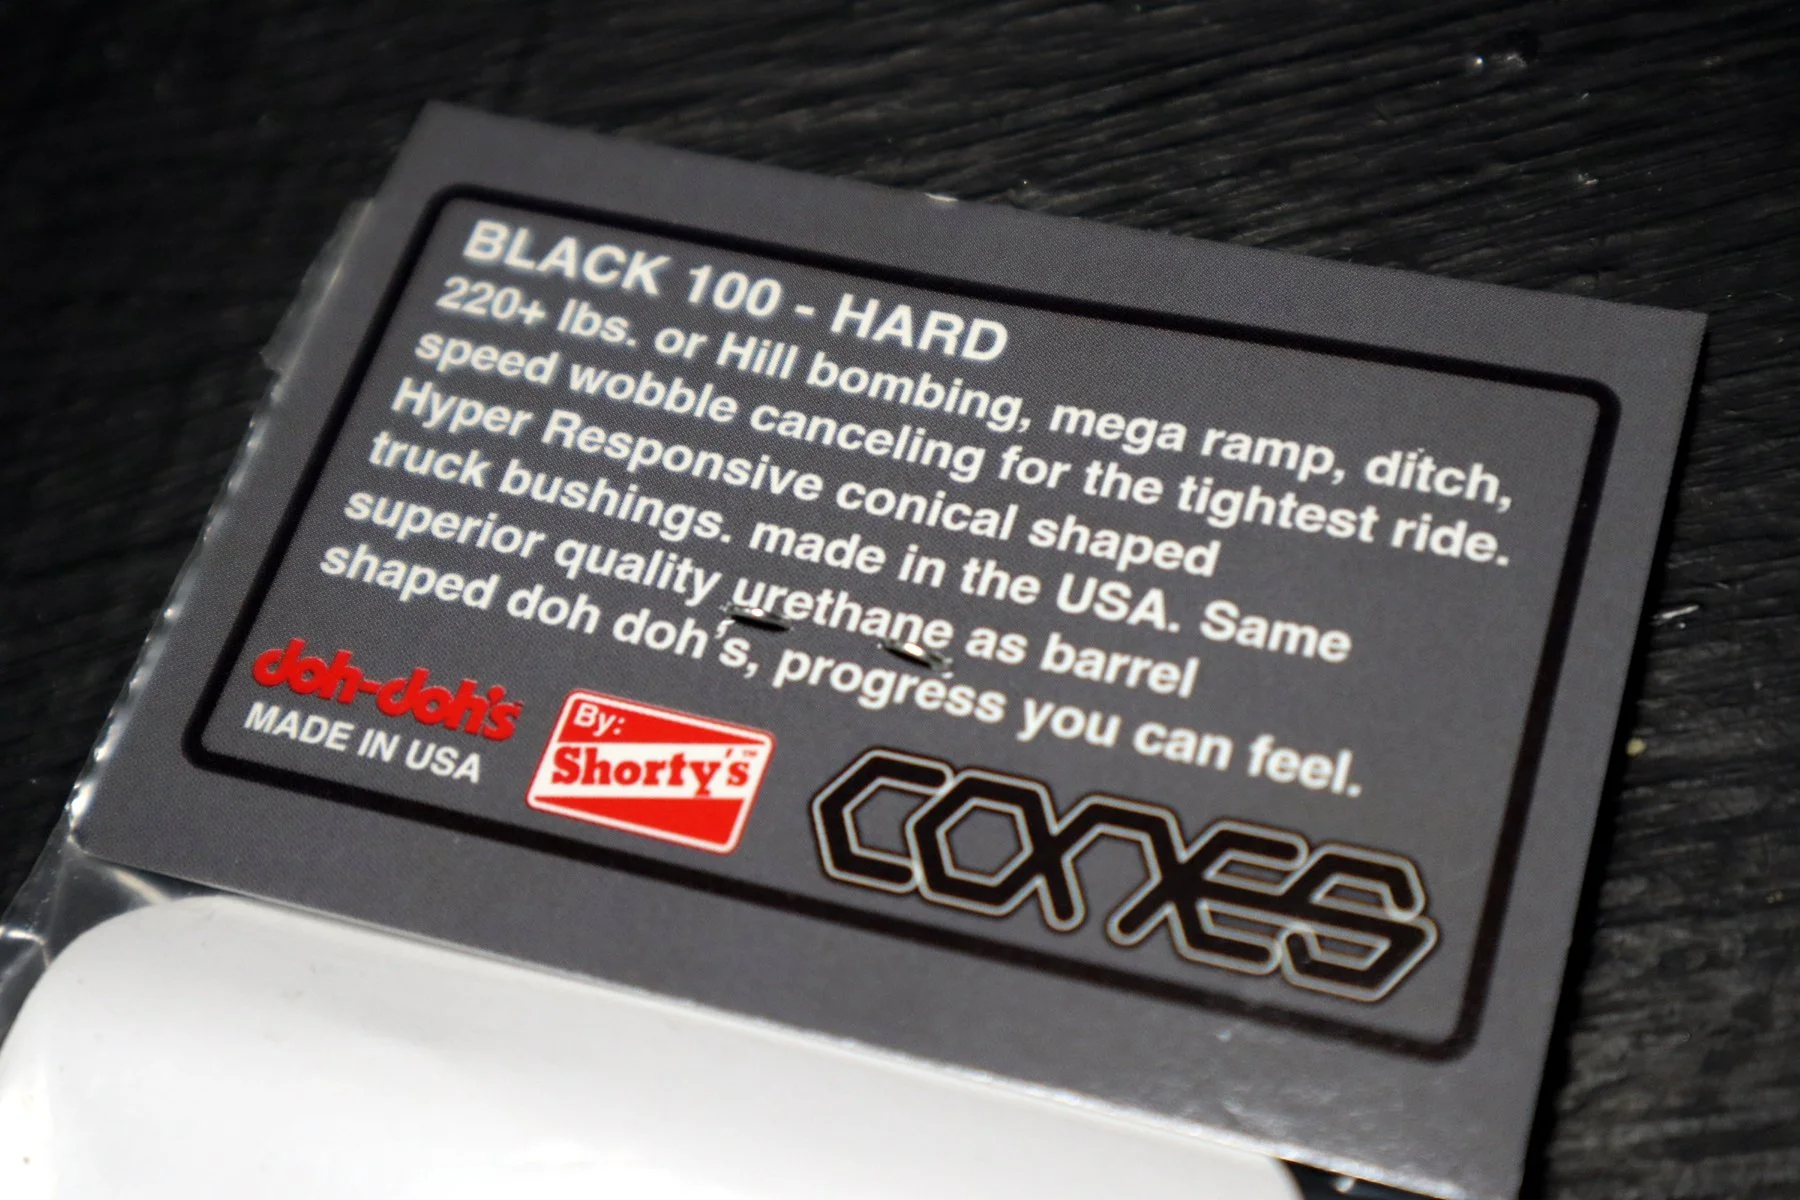 BLACK 100 - HARD
220+ lbs. or Hill bombing, mega ramp, ditch,
speed wobble canceling for the tightest ride.
Hyper Responsive conical shaped
truck bushings. made in the USA. Same
superior quality urethane as barrel
shaped doh doh's, progress you can feel.
doh-doh's
MADE IN USA
By:
Shorty's™
CONES